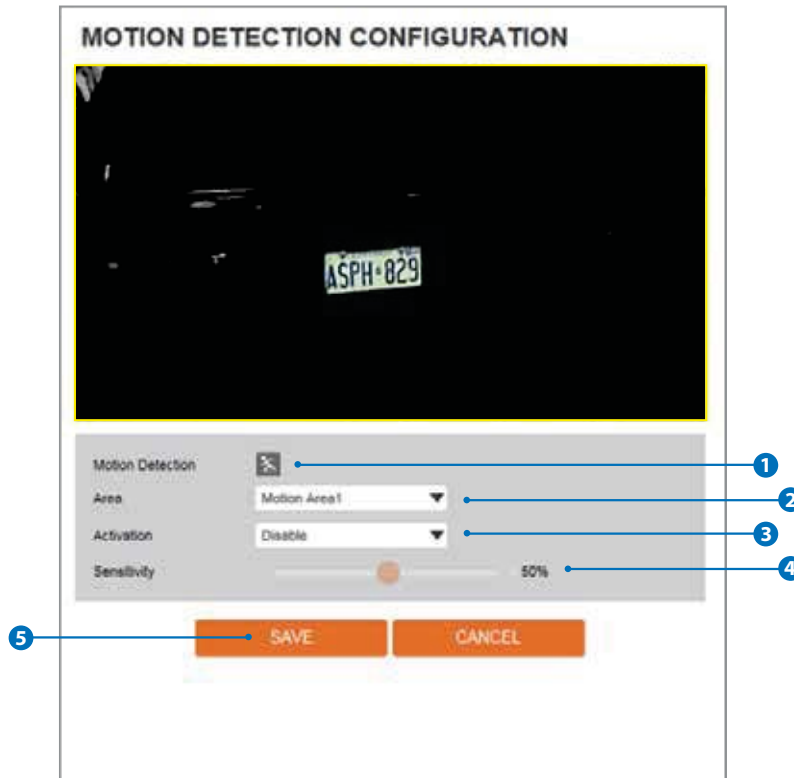 MOTION DETECTION CONFIGURATION
ASPH 829
Motion Detection
1
Area
Motion Area1
2
Activation
Disable
3
Sensitivity
50%
4
5
SAVE
CANCEL